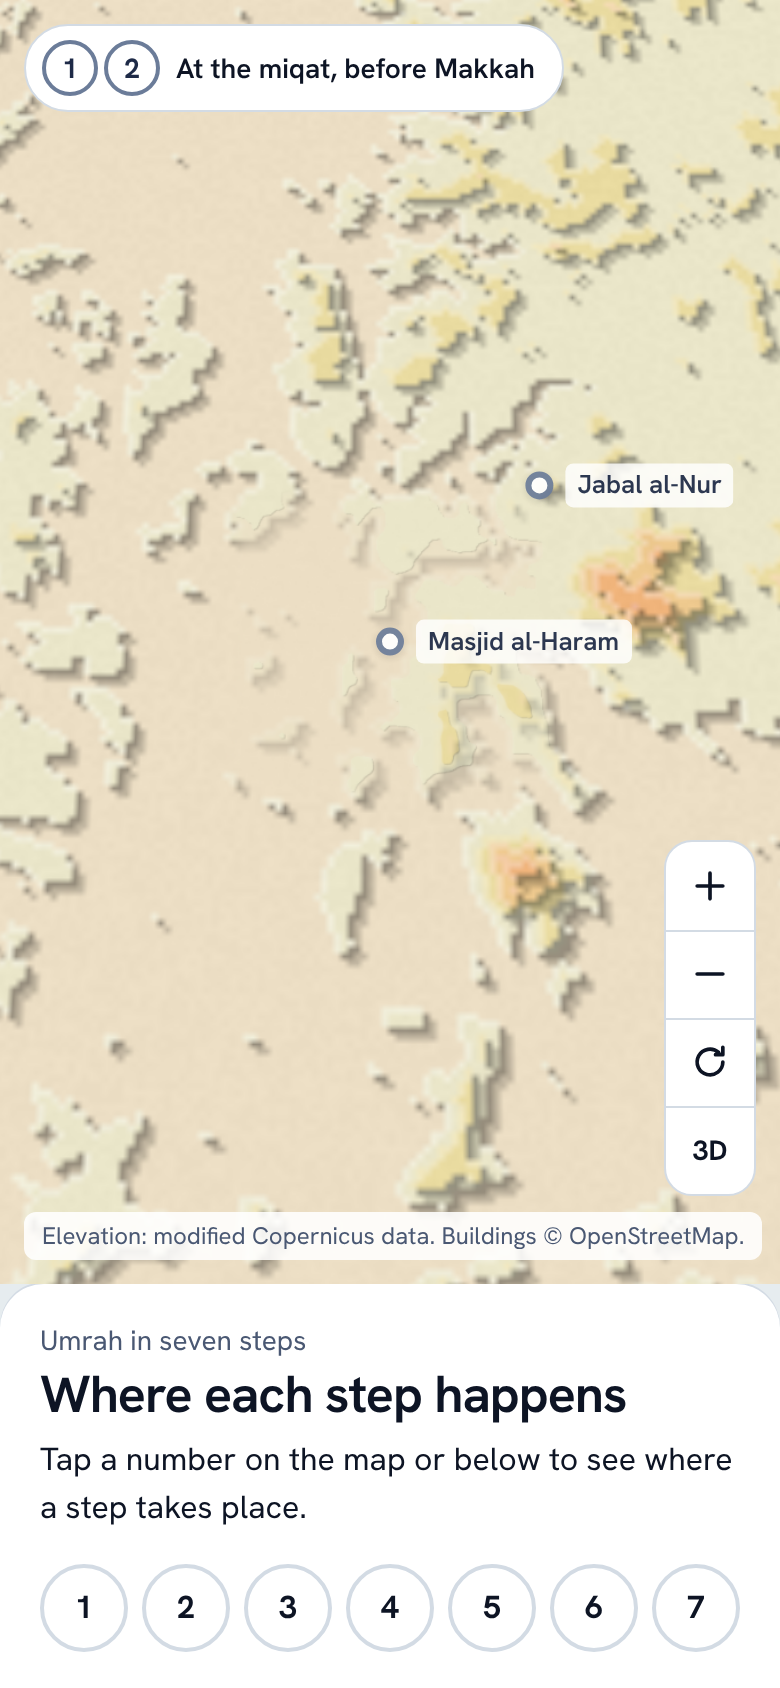 1 2 At the miqat, before Makkah
Jabal al-Nur
Masjid al-Haram
3D
Elevation: modified Copernicus data. Buildings © OpenStreetMap.
Umrah in seven steps
Where each step happens
Tap a number on the map or below to see where
a step takes place.
1 2 3 4 5 6 7